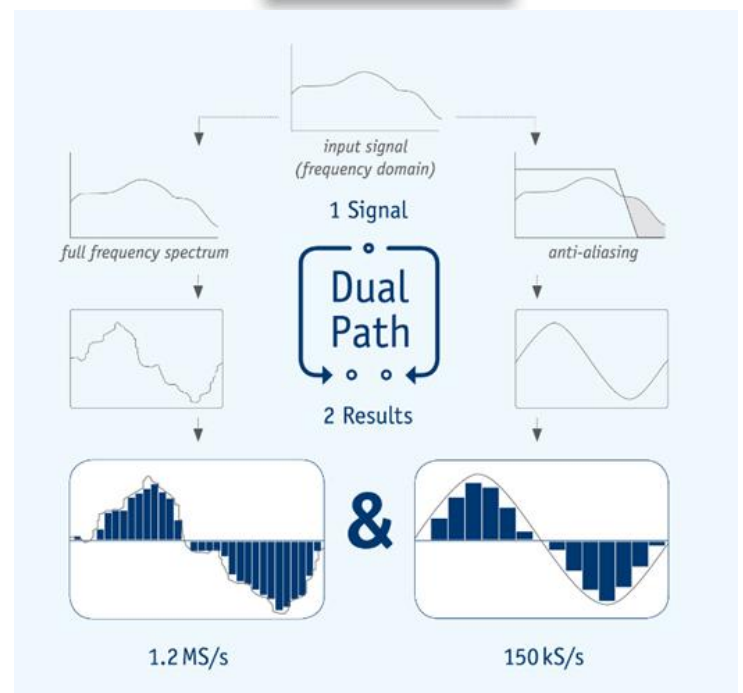 input signal
(frequency domain)
1 Signal
full frequency spectrum
anti-aliasing
Dual
Path
2 Results
&
1.2 MS/s
150 kS/s